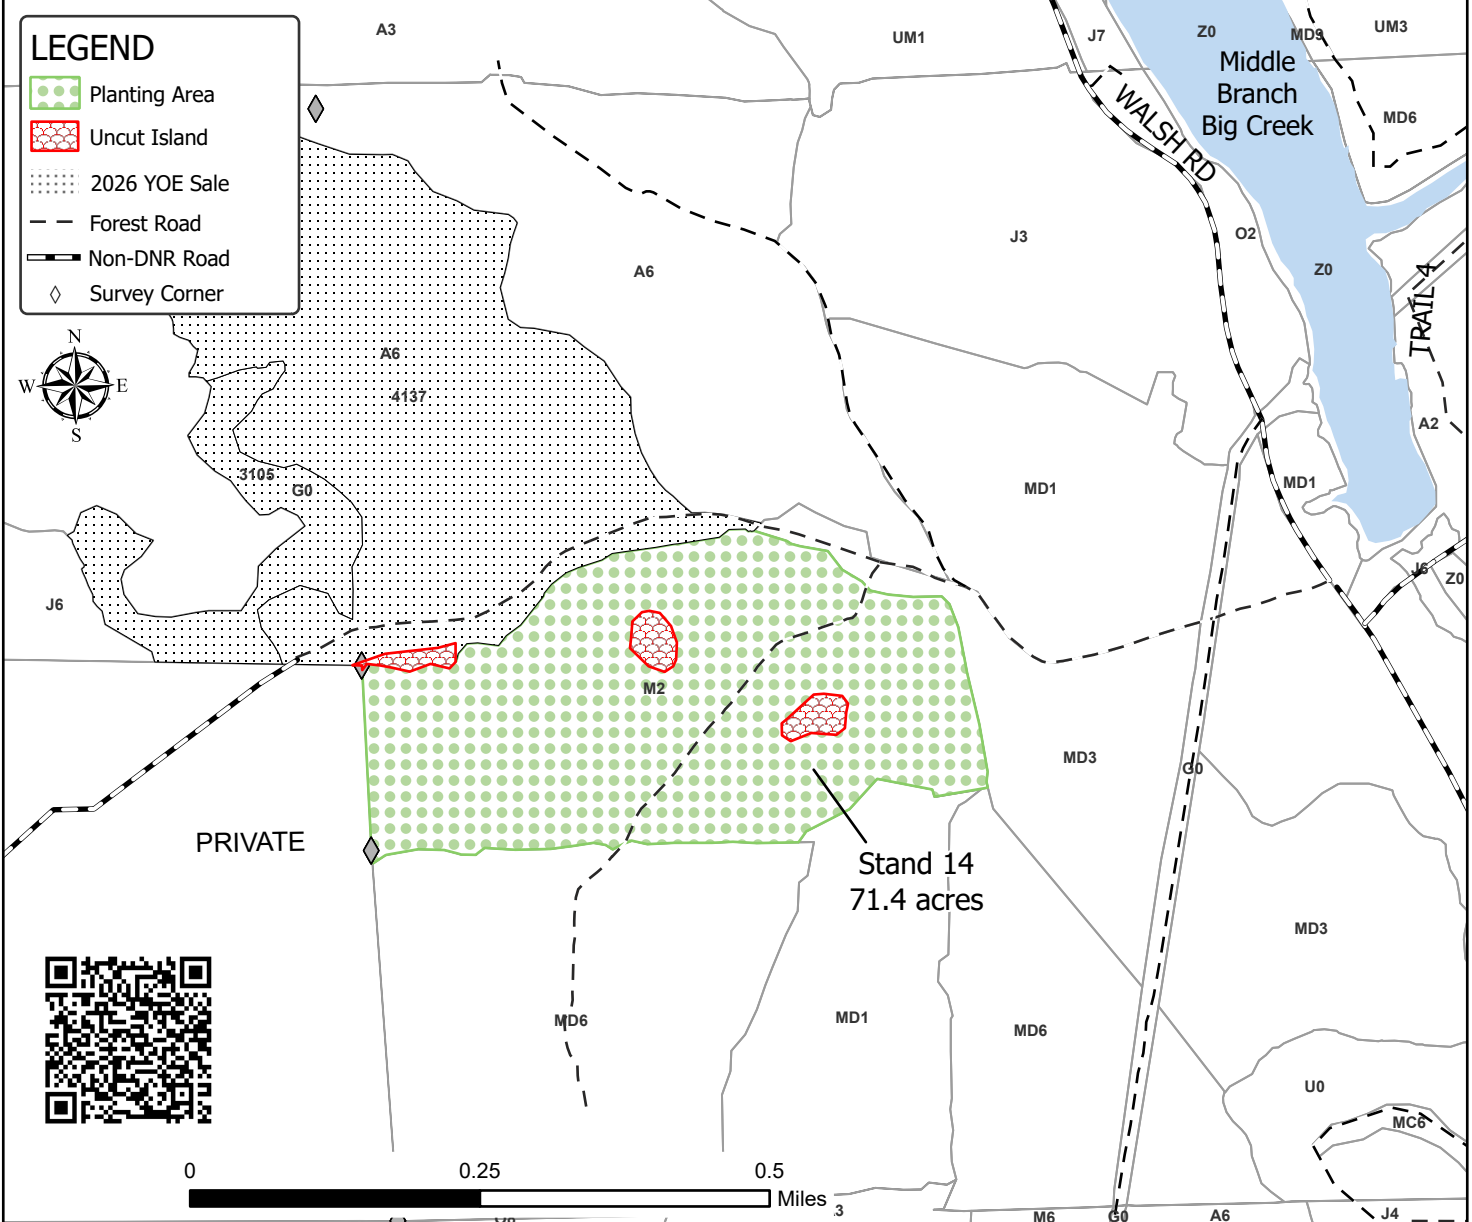 LEGEND
Planting Area
Uncut Island
2026 YOE Sale
Forest Road
Non-DNR Road
Survey Corner
A3
UM1
J7
Z0
MD9
UM3
Middle
Branch
Big Creek
MD6
WALSH RD
J3
O2
A6
Z0
TRAIL 4
N
W E
S
A6
4137
A2
3105
G0
MD1
MD1
J6
J6
Z0
M2
MD3
G0
PRIVATE
Stand 14
71.4 acres
MD3
MD6
MD1
MD6
U0
MC6
0 0.25 0.5
Miles
M6
G0
A6
J4